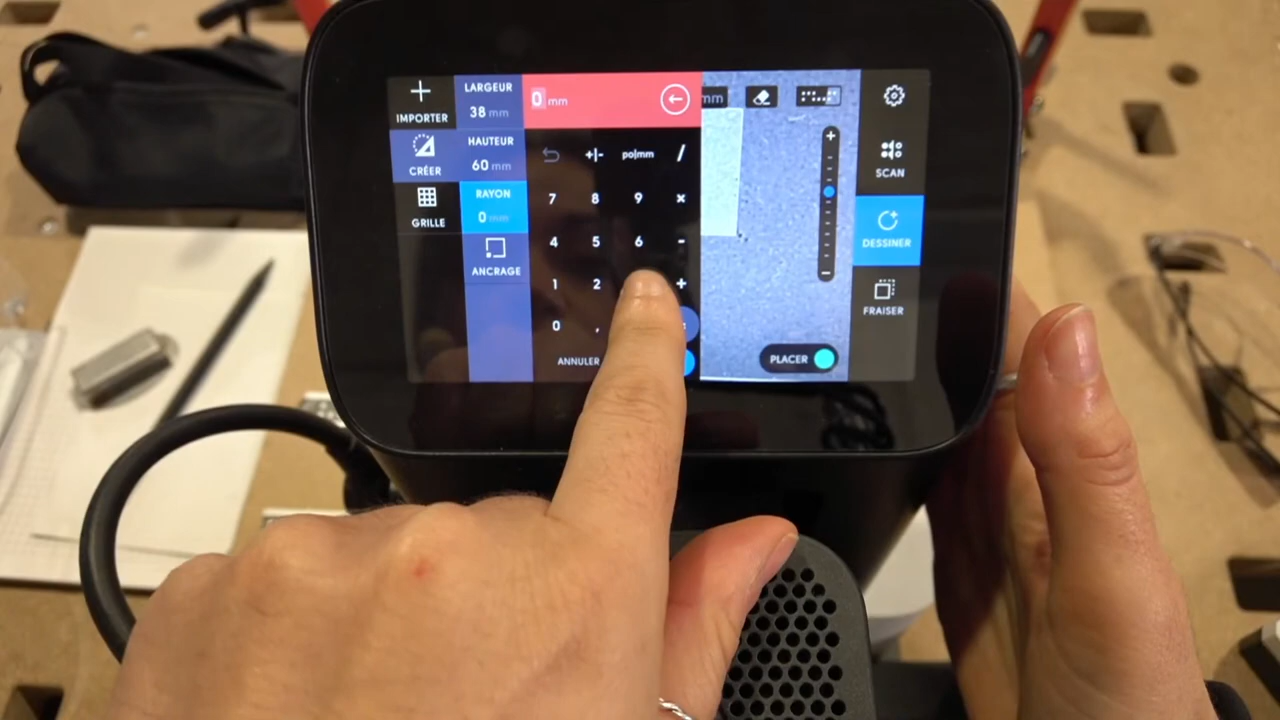 IMPORTER
CRÉER
GRILLE
LARGEUR
38 mm
HAUTEUR
60 mm
RAYON
0 mm
ANCRAGE
0 mm
+|- po|mm /
7 8 9 ×
4 5 6 -
1 2 +
0 ,
ANNULER
mm
+
-
PLACER
SCAN
DESSINER
FRAISER